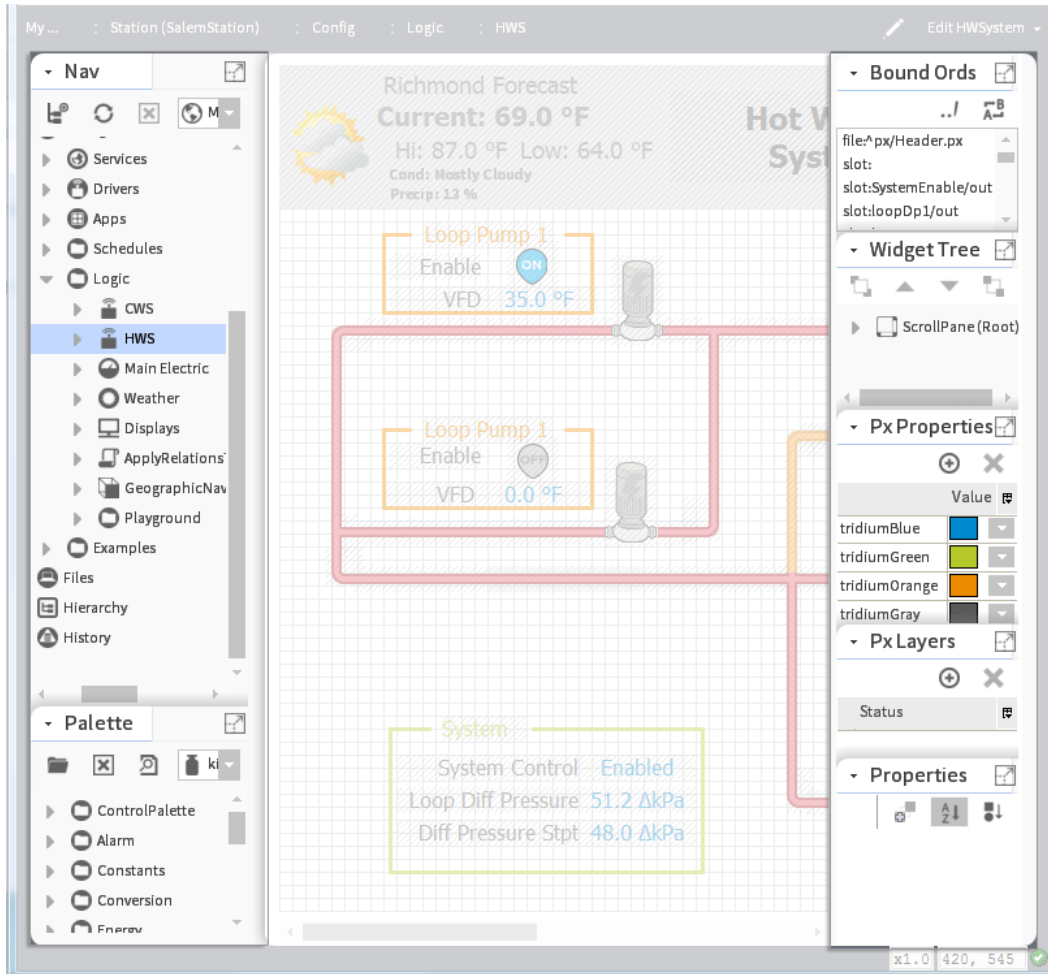 My... : Station (SalemStation) : Config : Logic : HWS Edit HWSystem
Nav
M
Services
Drivers
Apps
Schedules
Logic
CWS
HWS
Main Electric
Weather
Displays
ApplyRelations
GeographicNav
Playground
Examples
Files
Hierarchy
History
Palette
ki
ControlPalette
Alarm
Constants
Conversion
Energy
Richmond Forecast
Current: 69.0 °F
Hi: 87.0 °F Low: 64.0 °F
Cond: Mostly Cloudy
Precip: 13 %
Hot W
Syst
Loop Pump 1
Enable ON
VFD 35.0 °F
Loop Pump 1
Enable OFF
VFD 0.0 °F
System
System Control Enabled
Loop Diff Pressure 51.2 ΔkPa
Diff Pressure Stpt 48.0 ΔkPa
Bound Ords
file:^px/Header.px
slot:
slot:SystemEnable/out
slot:loopDp1/out
Widget Tree
ScrollPane (Root)
Px Properties
Value
tridiumBlue
tridiumGreen
tridiumOrange
tridiumGray
Px Layers
Status
Properties
x1.0 420, 545